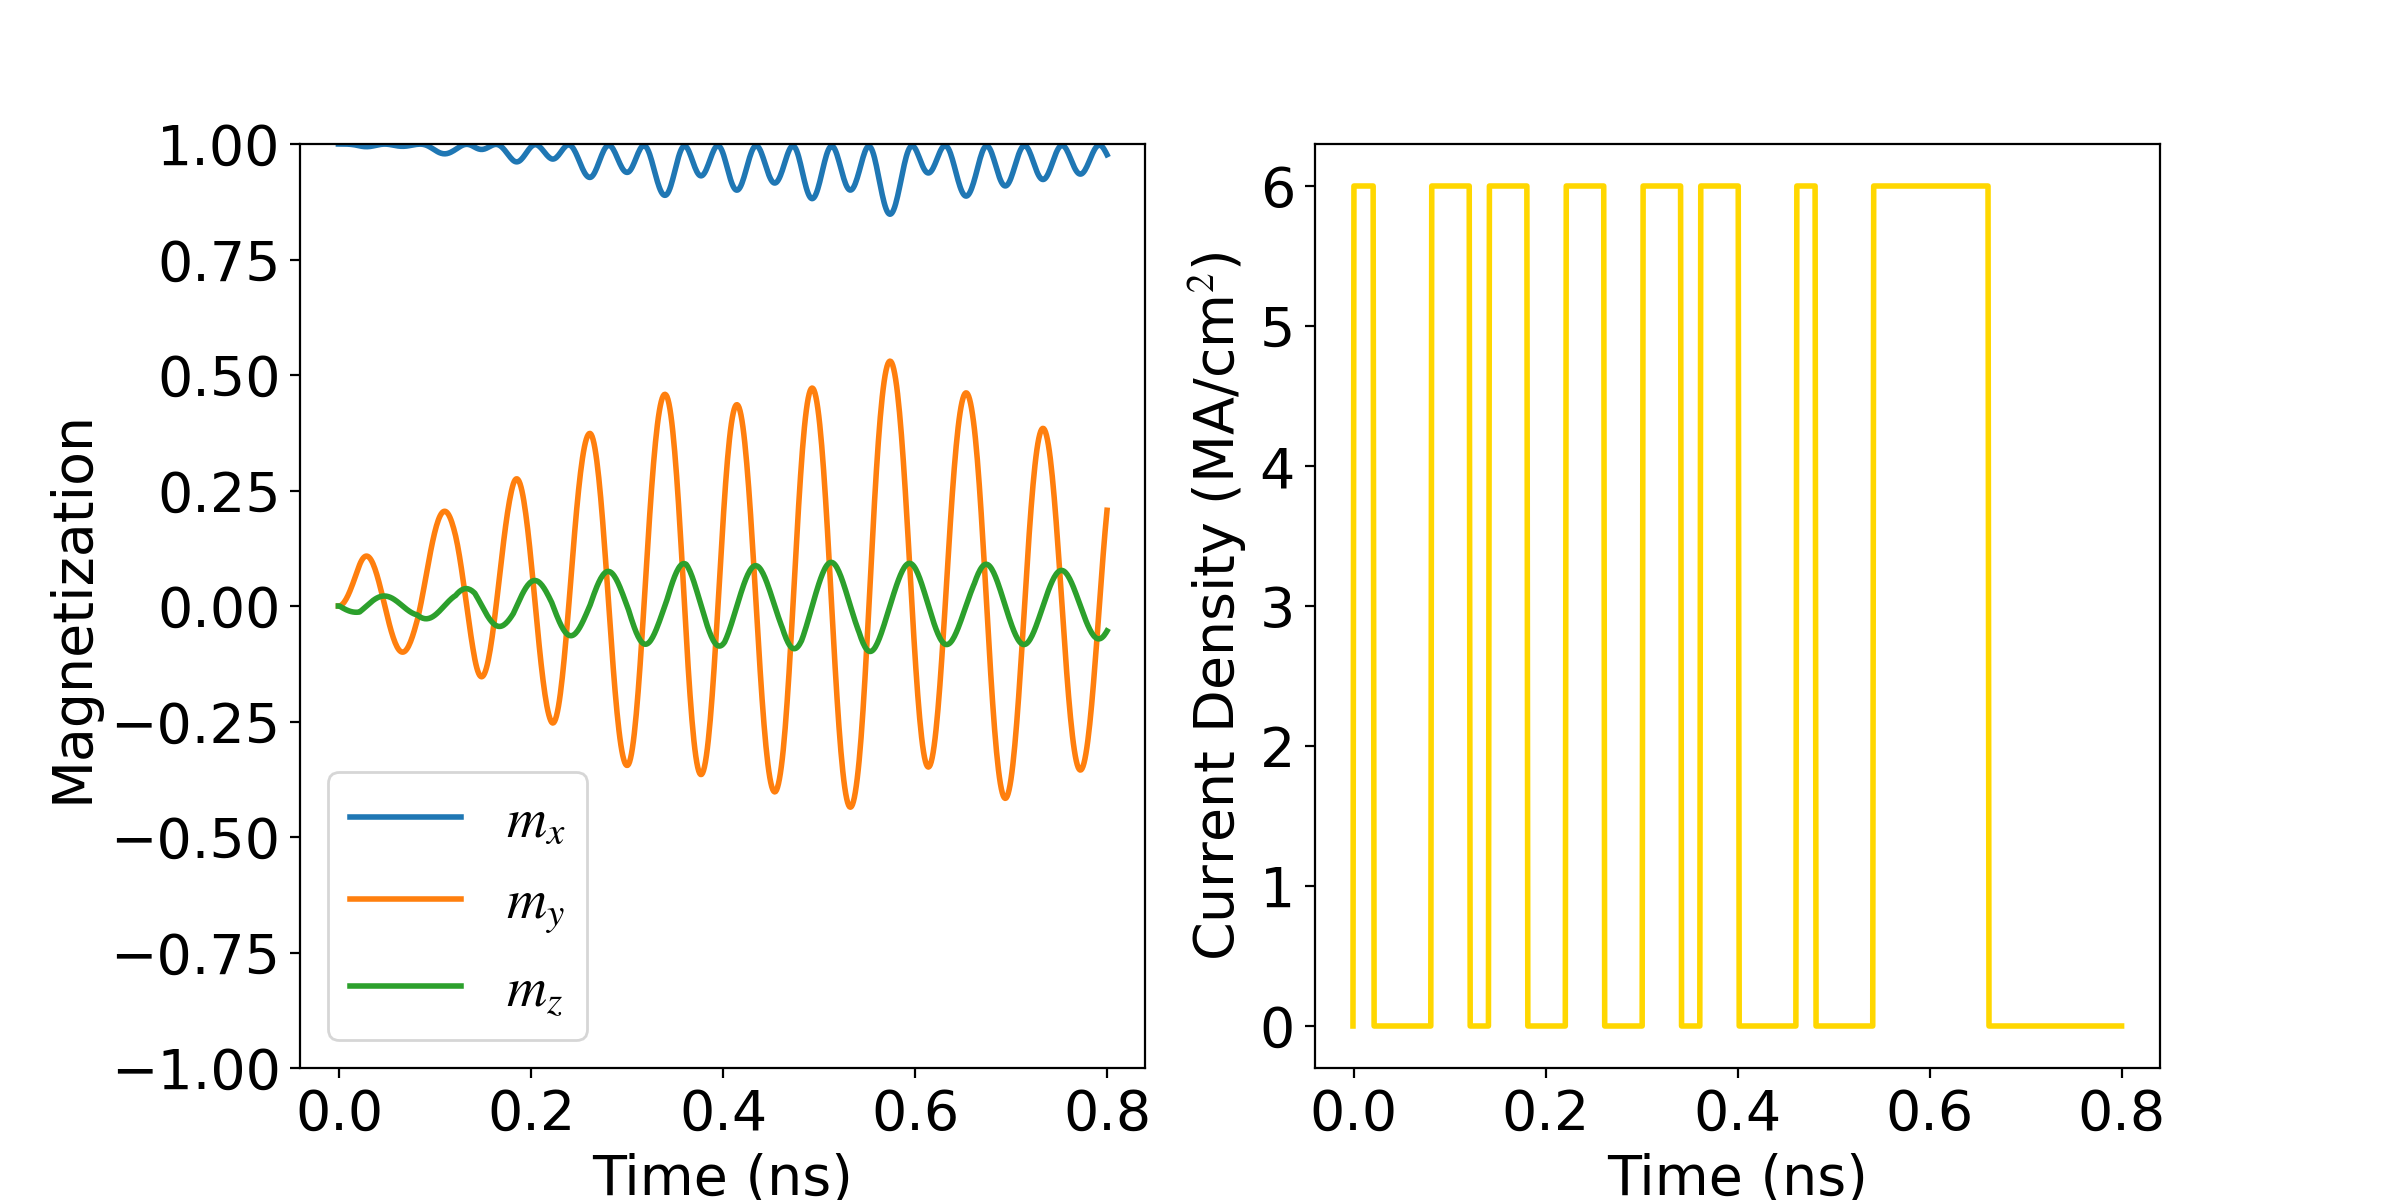 1.00
0.75
0.50
0.25
0.00
−0.25
−0.50
−0.75
−1.00
Magnetization
m_x
m_y
m_z
0.0 0.2 0.4 0.6 0.8
Time (ns)
6
5
4
3
2
1
0
Current Density (MA/cm²)
0.0 0.2 0.4 0.6 0.8
Time (ns)